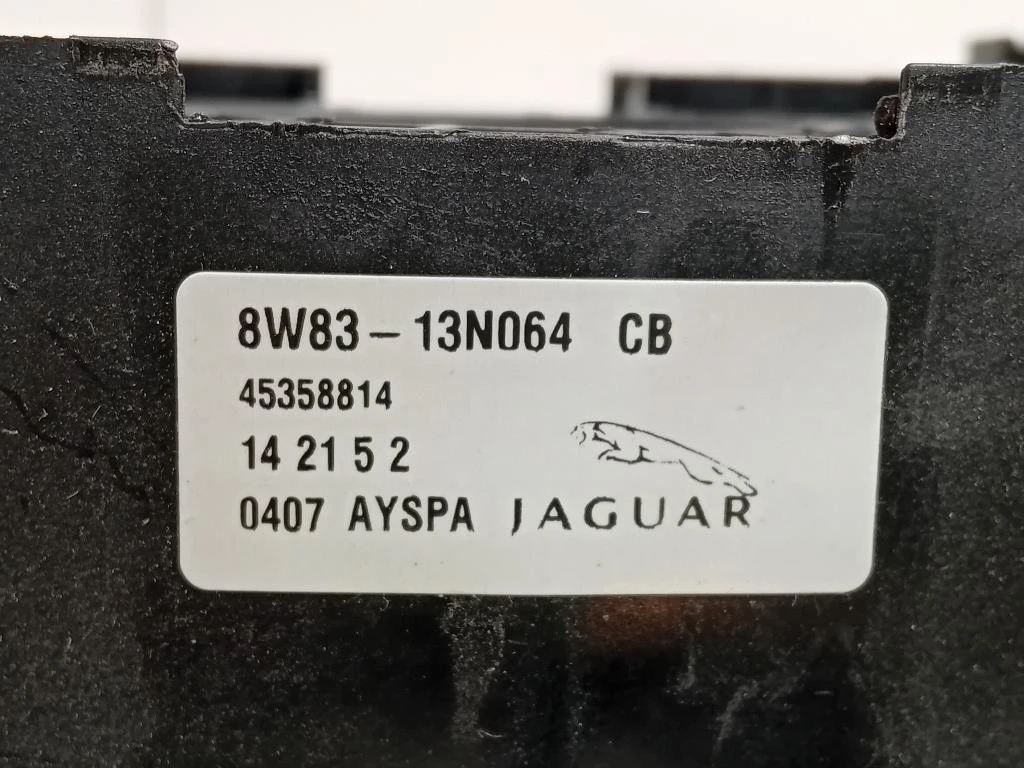 8W83-13N064 CB
45358814
14 21 5 2
0407 AYSPA JAGUAR